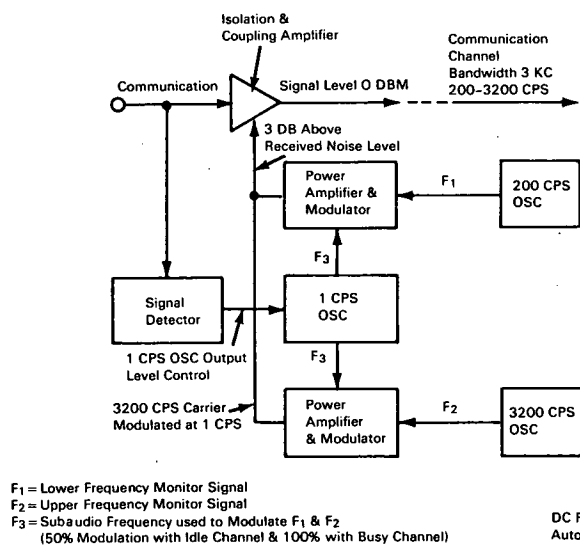 Isolation &
Coupling Amplifier
Communication
Signal Level O DBM
Communication
Channel
Bandwidth 3 KC
200-3200 CPS
3 DB Above
Received Noise Level
Power
Amplifier &
Modulator
F1
200 CPS
OSC
F3
Signal
Detector
1 CPS
OSC
1 CPS OSC Output
Level Control
F3
3200 CPS Carrier
Modulated at 1 CPS
Power
Amplifier
& Modulator
F2
3200 CPS
OSC
F1 = Lower Frequency Monitor Signal
F2 = Upper Frequency Monitor Signal
F3 = Subaudio Frequency used to Modulate F1 & F2
(50% Modulation with Idle Channel & 100% with Busy Channel)
DC F
Auto